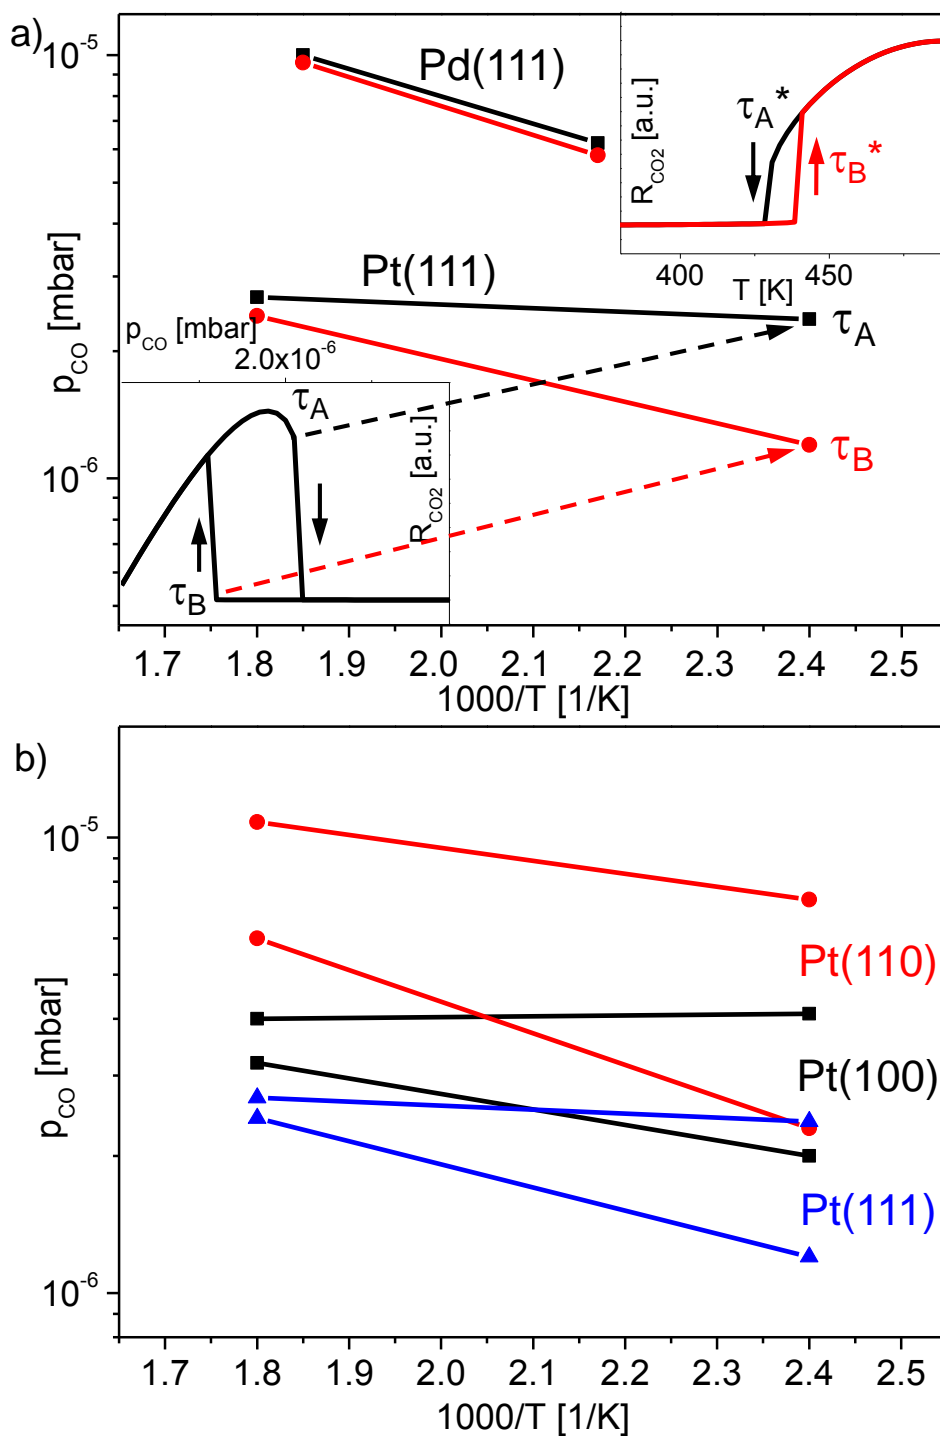 a)
10⁻⁵
Pd(111)
R_CO2 [a.u.]
τ_A*
τ_B*
400
T [K]
450
Pt(111)
p_CO [mbar]
2.0x10⁻⁶
τ_A
τ_A
R_CO2 [a.u.]
τ_B
τ_B
10⁻⁶
p_CO [mbar]
1.7 1.8 1.9 2.0 2.1 2.2 2.3 2.4 2.5
1000/T [1/K]
b)
10⁻⁵
Pt(110)
Pt(100)
Pt(111)
10⁻⁶
p_CO [mbar]
1.7 1.8 1.9 2.0 2.1 2.2 2.3 2.4 2.5
1000/T [1/K]